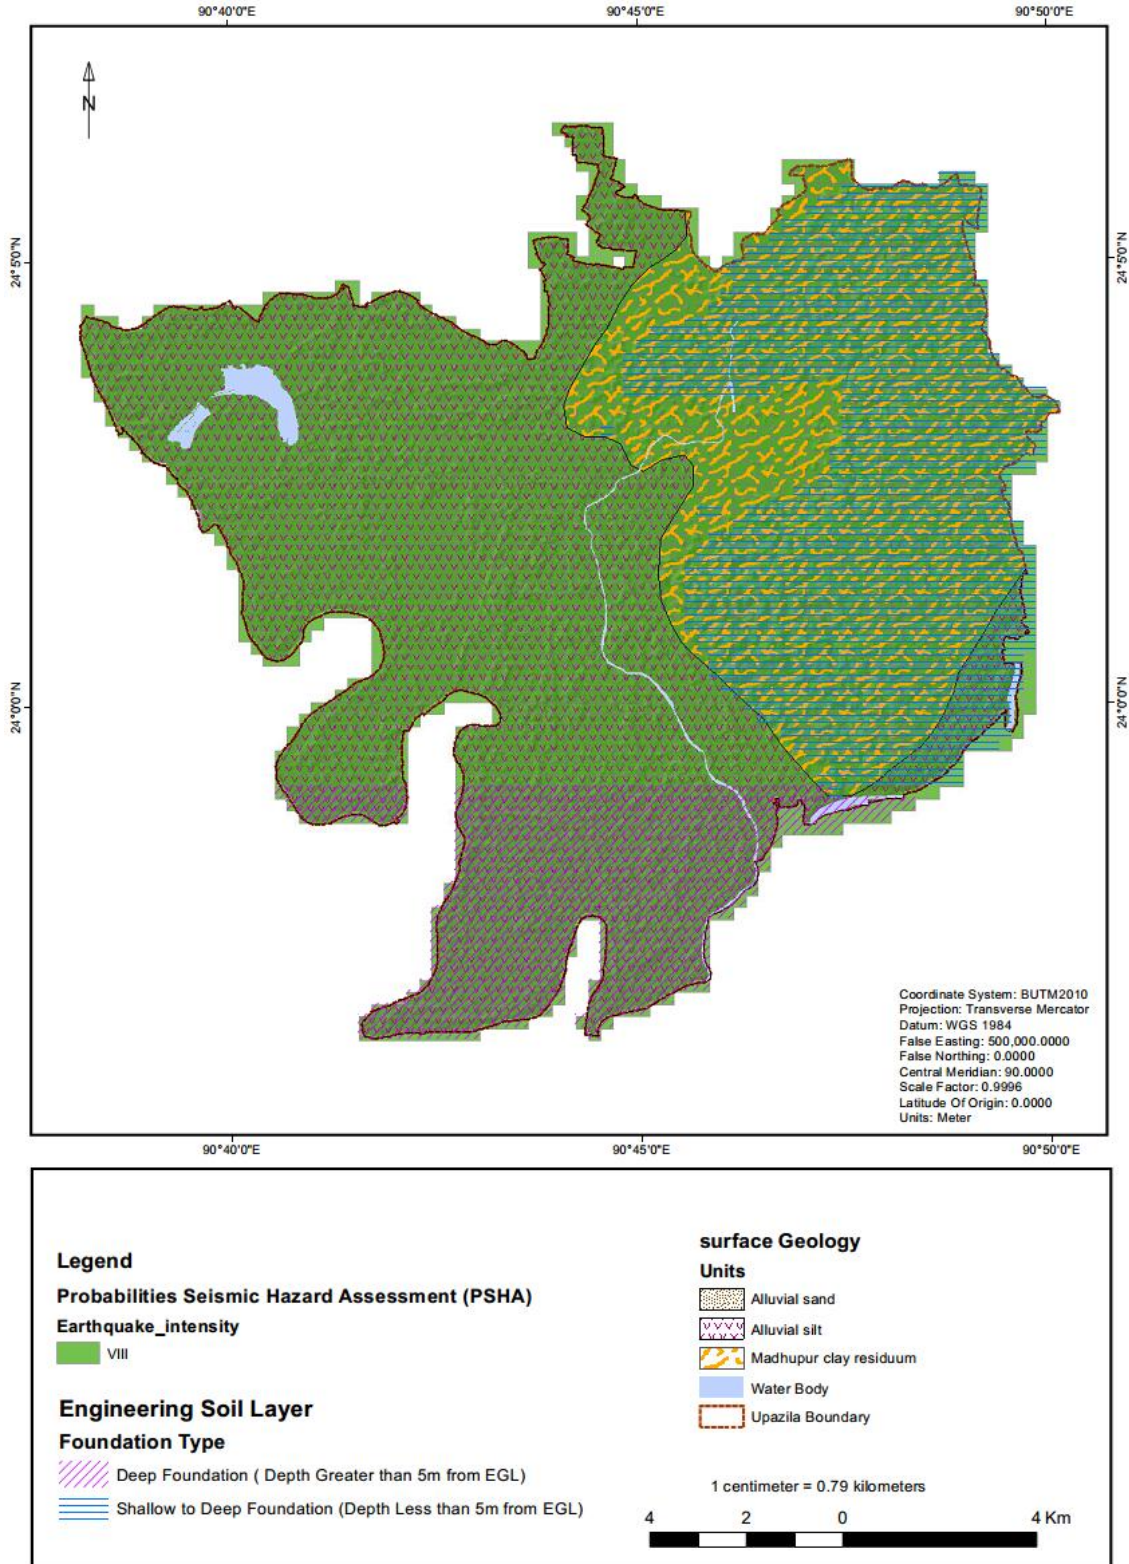 90°40'0"E 90°45'0"E 90°50'0"E
N
24°5'0"N 24°5'0"N
24°0'0"N 24°0'0"N
Coordinate System: BUTM2010
Projection: Transverse Mercator
Datum: WGS 1984
False Easting: 500,000.0000
False Northing: 0.0000
Central Meridian: 90.0000
Scale Factor: 0.9996
Latitude Of Origin: 0.0000
Units: Meter
90°40'0"E 90°45'0"E 90°50'0"E
Legend
Probabilities Seismic Hazard Assessment (PSHA)
Earthquake_intensity
VIII
Engineering Soil Layer
Foundation Type
Deep Foundation ( Depth Greater than 5m from EGL)
Shallow to Deep Foundation (Depth Less than 5m from EGL)
surface Geology
Units
Alluvial sand
Alluvial silt
Madhupur clay residuum
Water Body
Upazila Boundary
1 centimeter = 0.79 kilometers
4 2 0 4 Km